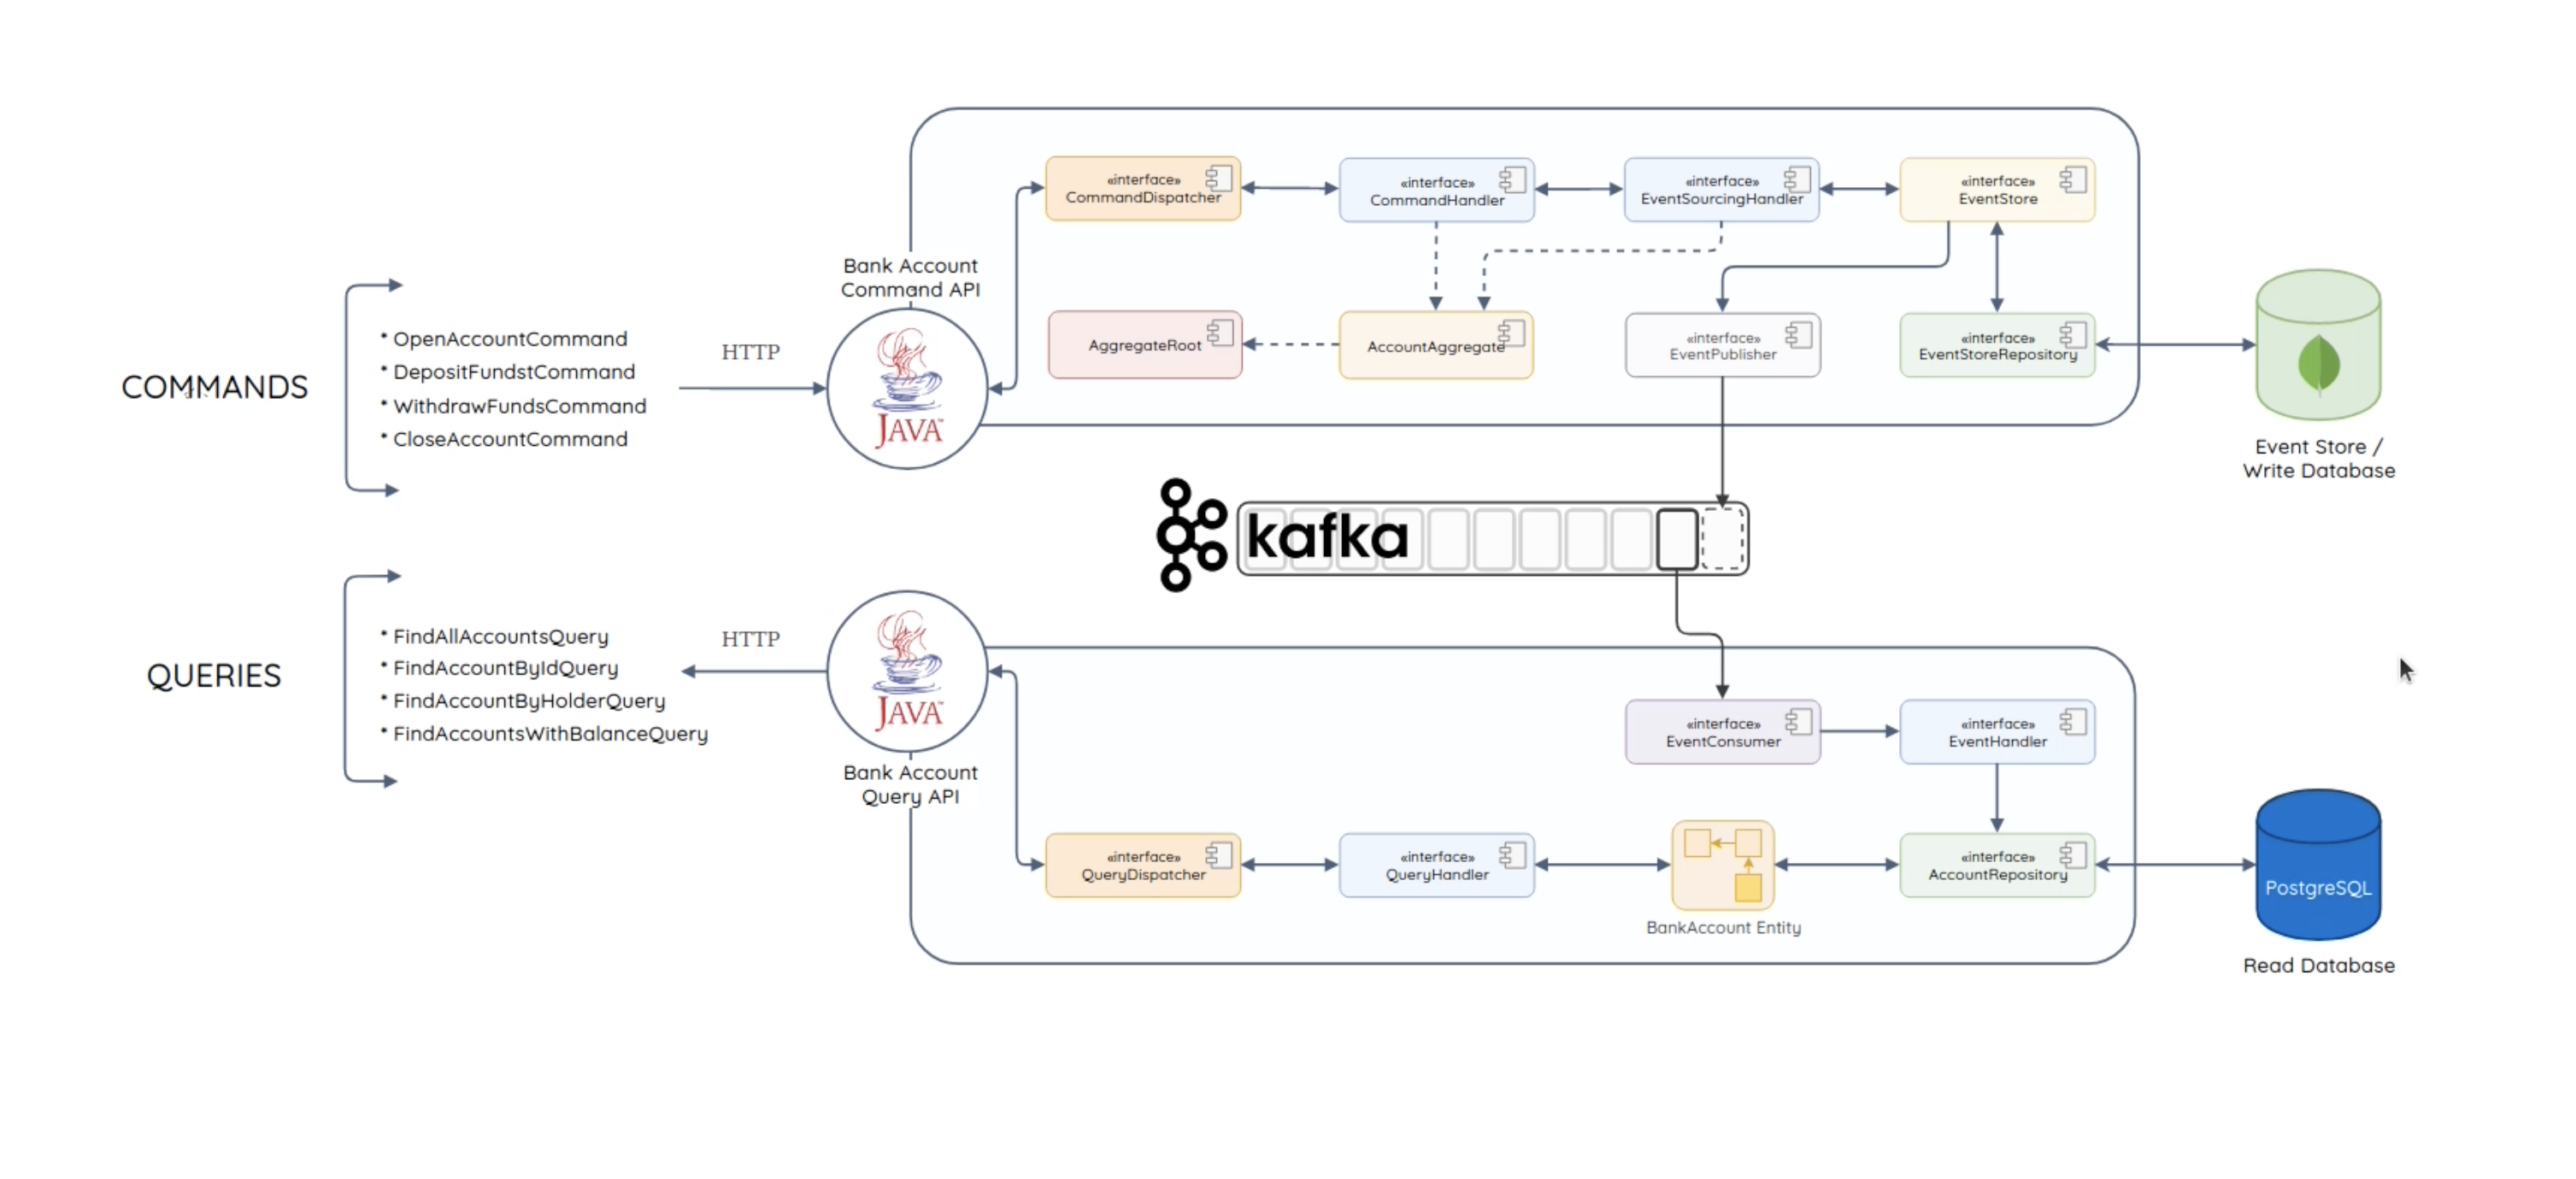 COMMANDS
* OpenAccountCommand
* DepositFundstCommand
* WithdrawFundsCommand
* CloseAccountCommand
HTTP
Bank Account
Command API
JAVA™
«interface»
CommandDispatcher
«interface»
CommandHandler
«interface»
EventSourcingHandler
«interface»
EventStore
AggregateRoot
AccountAggregate
«interface»
EventPublisher
«interface»
EventStoreRepository
Event Store /
Write Database
kafka
QUERIES
* FindAllAccountsQuery
* FindAccountByIdQuery
* FindAccountByHolderQuery
* FindAccountsWithBalanceQuery
HTTP
JAVA™
Bank Account
Query API
«interface»
EventConsumer
«interface»
EventHandler
«interface»
QueryDispatcher
«interface»
QueryHandler
BankAccount Entity
«interface»
AccountRepository
PostgreSQL
Read Database